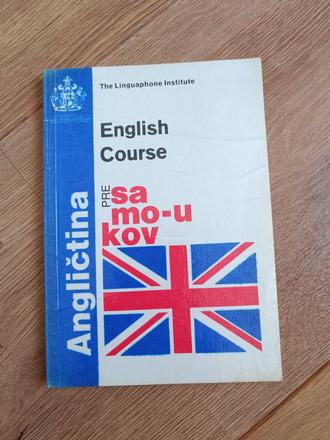 The Linguaphone Institute
English
Course
Angličtina
PRE
sa
mo-u
kov